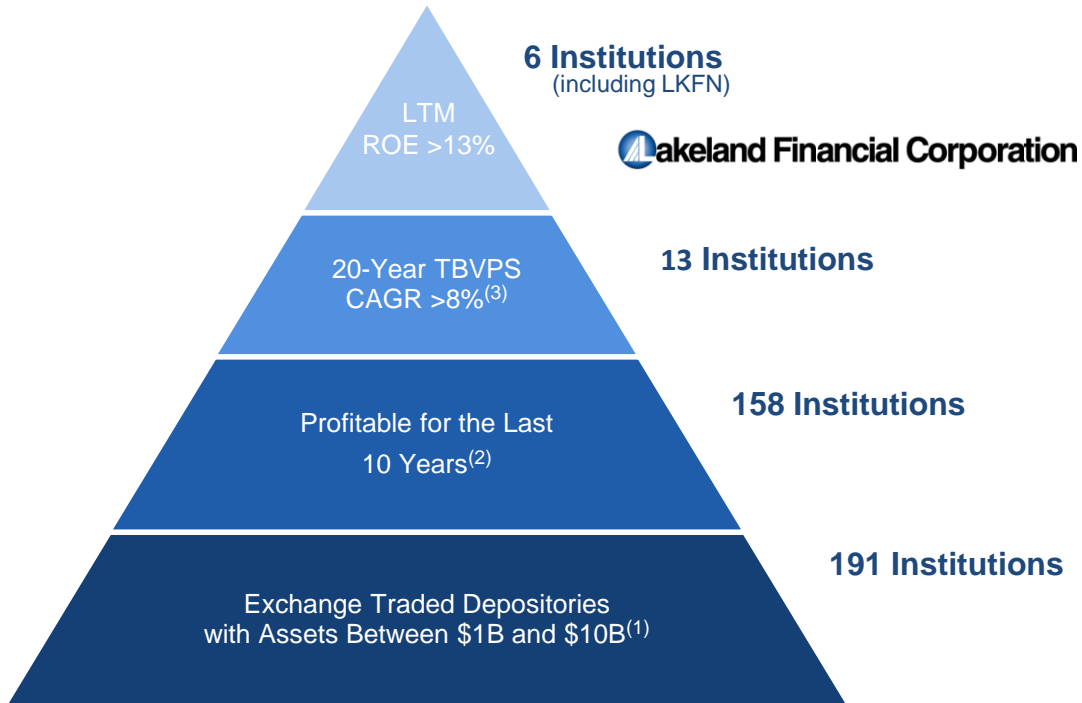 6 Institutions
(including LKFN)
LTM
ROE >13%
Lakeland Financial Corporation
20-Year TBVPS
CAGR >8%(3)
13 Institutions
Profitable for the Last
10 Years(2)
158 Institutions
Exchange Traded Depositories
with Assets Between $1B and $10B(1)
191 Institutions